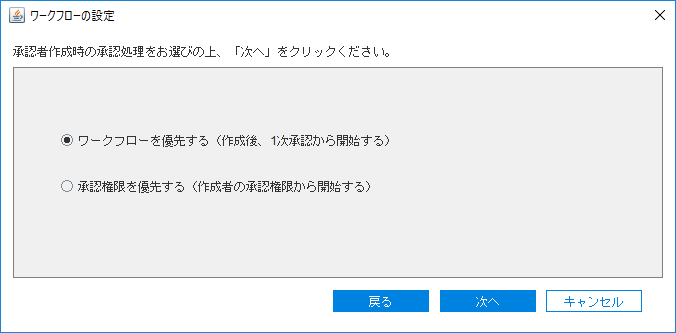 ワークフローの設定
承認者作成時の承認処理をお選びの上、「次へ」をクリックください。
ワークフローを優先する（作成後、1次承認から開始する）
承認権限を優先する（作成者の承認権限から開始する）
戻る 次へ キャンセル